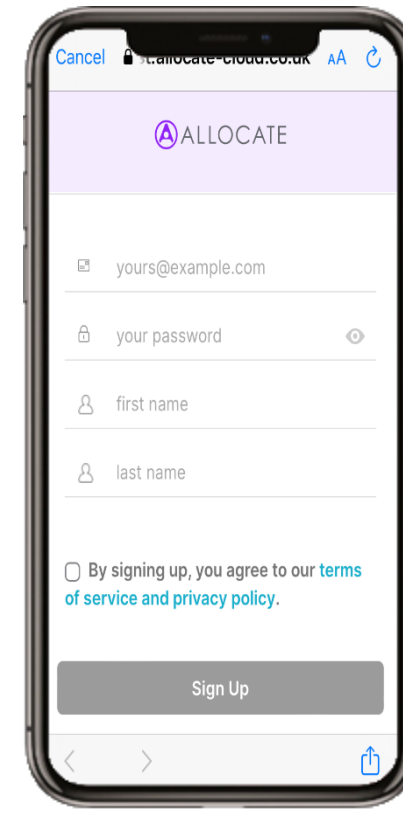 Cancel
st.allocate-cloud.co.uk
AA
ALLOCATE
yours@example.com
your password
first name
last name
By signing up, you agree to our terms
of service and privacy policy.
Sign Up